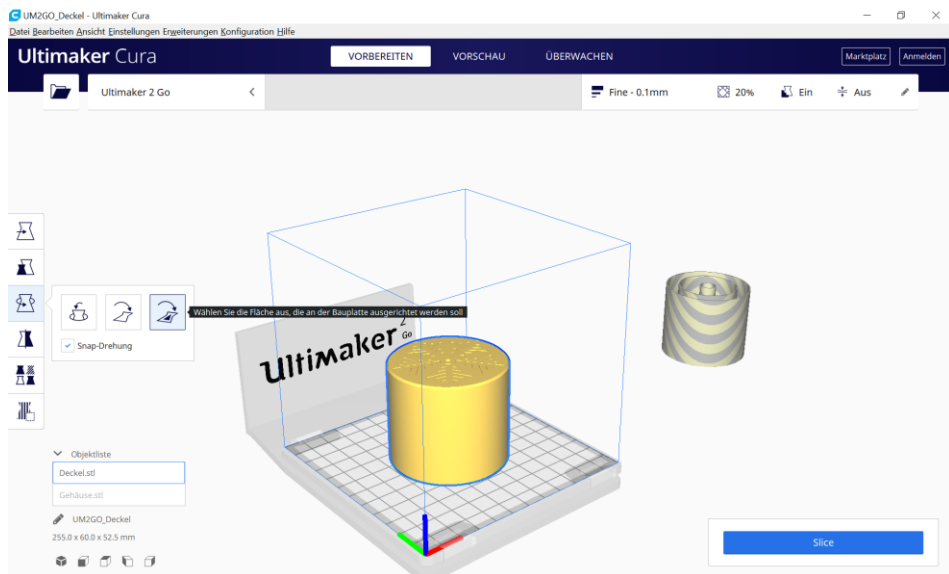 UM2GO_Deckel - Ultimaker Cura
Datei Bearbeiten Ansicht Einstellungen Erweiterungen Konfiguration Hilfe
Ultimaker Cura
VORBEREITEN
VORSCHAU
ÜBERWACHEN
Marktplatz
Anmelden
Ultimaker 2 Go
Fine - 0.1mm
20%
Ein
Aus
Wählen Sie die Fläche aus, die an der Bauplatte ausgerichtet werden soll
Snap-Drehung
Ultimaker 2 Go
Objektliste
Deckel.stl
Gehäuse.stl
UM2GO_Deckel
255.0 x 60.0 x 52.5 mm
Slice